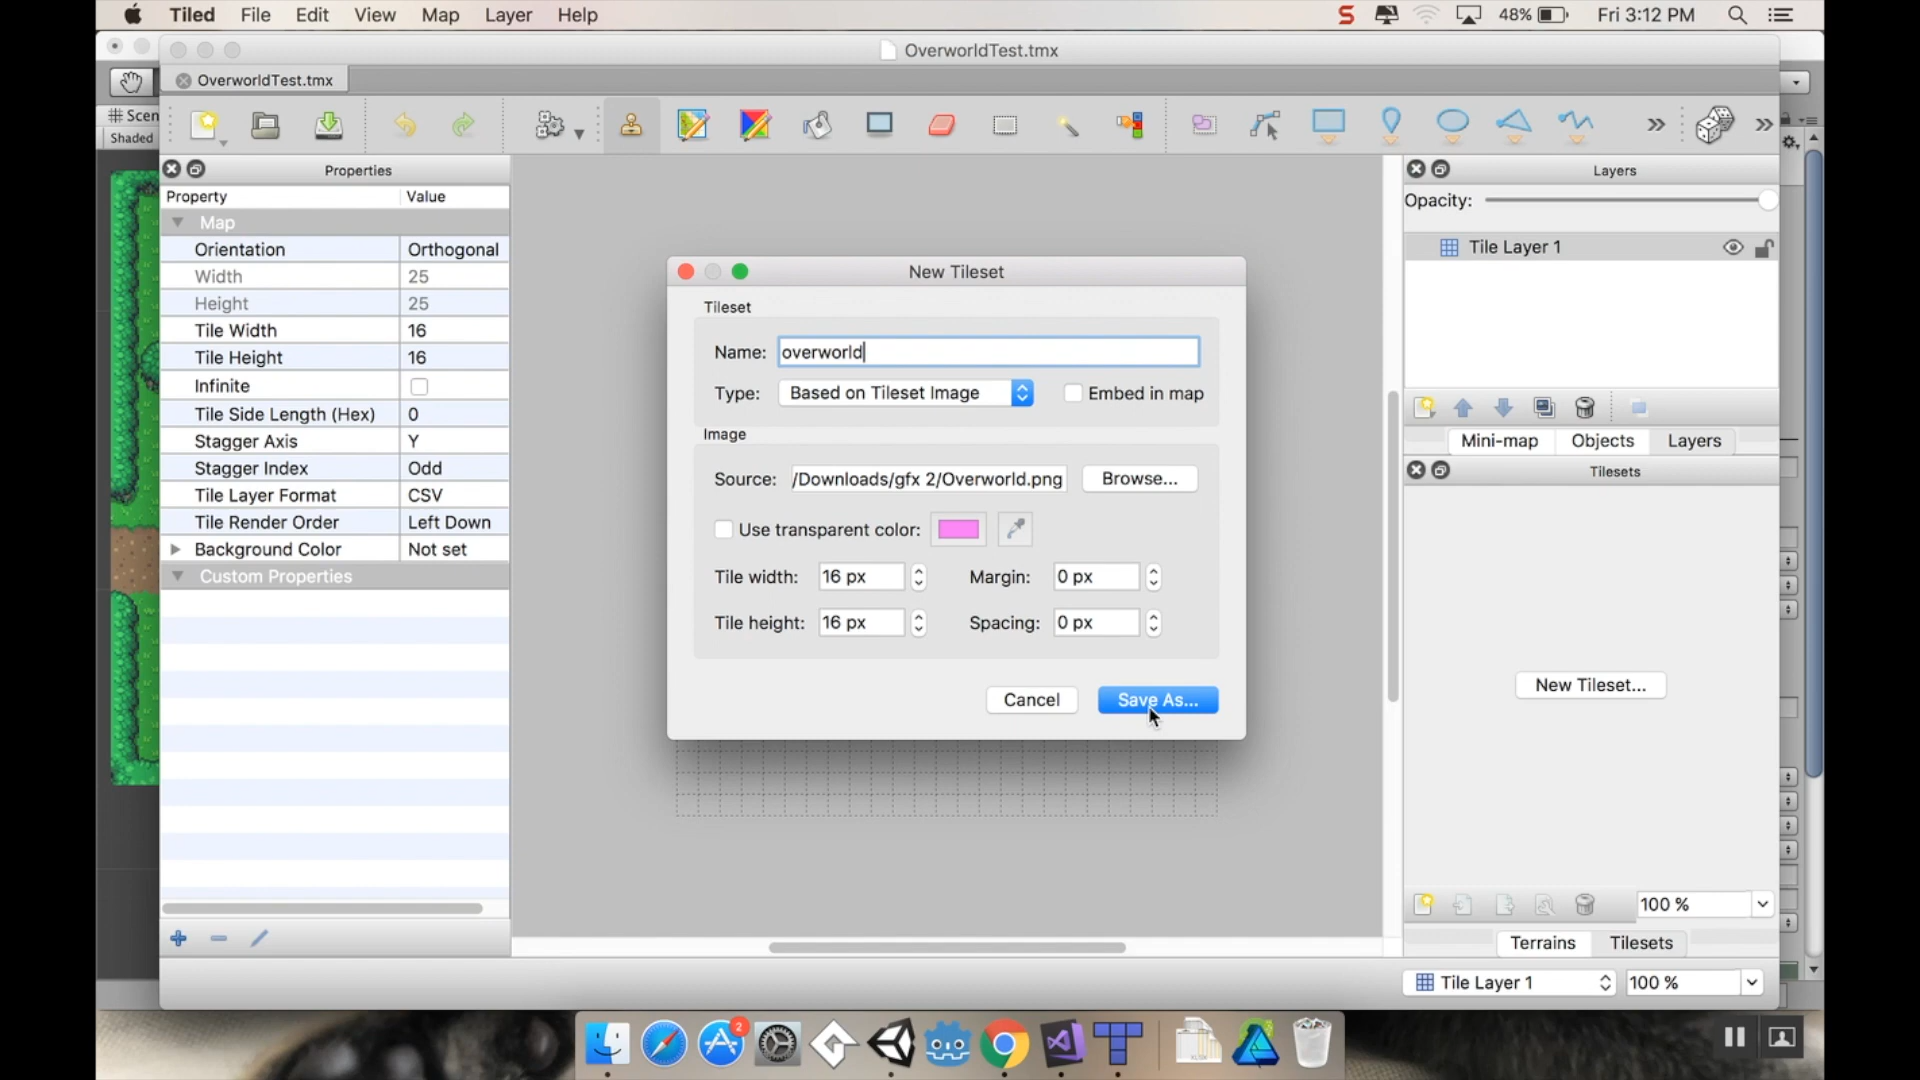 Tiled File Edit View Map Layer Help
S 48% Fri 3:12 PM
OverworldTest.tmx
OverworldTest.tmx
Scen
Shaded
Properties
Property Value
Map
Orientation Orthogonal
Width 25
Height 25
Tile Width 16
Tile Height 16
Infinite
Tile Side Length (Hex) 0
Stagger Axis Y
Stagger Index Odd
Tile Layer Format CSV
Tile Render Order Left Down
Background Color Not set
Custom Properties
New Tileset
Tileset
Name: overworld
Type: Based on Tileset Image Embed in map
Image
Source: /Downloads/gfx 2/Overworld.png Browse...
Use transparent color:
Tile width: 16 px Margin: 0 px
Tile height: 16 px Spacing: 0 px
Cancel Save As...
Layers
Opacity:
Tile Layer 1
Mini-map Objects Layers
Tilesets
New Tileset...
100 %
Terrains Tilesets
Tile Layer 1 100 %
2